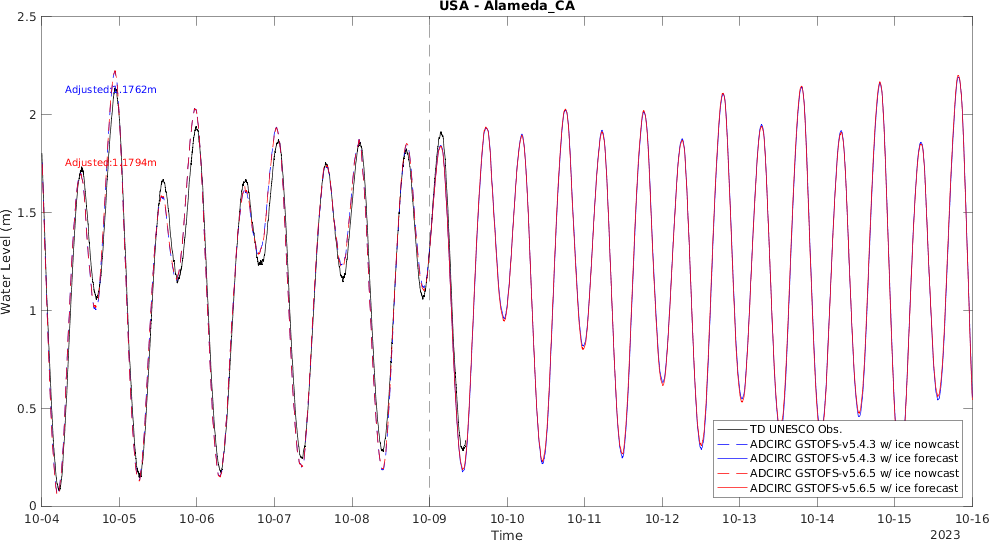 USA - Alameda_CA
2.5
2
1.5
1
0.5
0
Water Level (m)
Adjusted:1.1762m
Adjusted:1.1794m
TD UNESCO Obs.
ADCIRC GSTOFS-v5.4.3 w/ ice nowcast
ADCIRC GSTOFS-v5.4.3 w/ ice forecast
ADCIRC GSTOFS-v5.6.5 w/ ice nowcast
ADCIRC GSTOFS-v5.6.5 w/ ice forecast
10-04 10-05 10-06 10-07 10-08 10-09 10-10 10-11 10-12 10-13 10-14 10-15 10-16
Time
2023